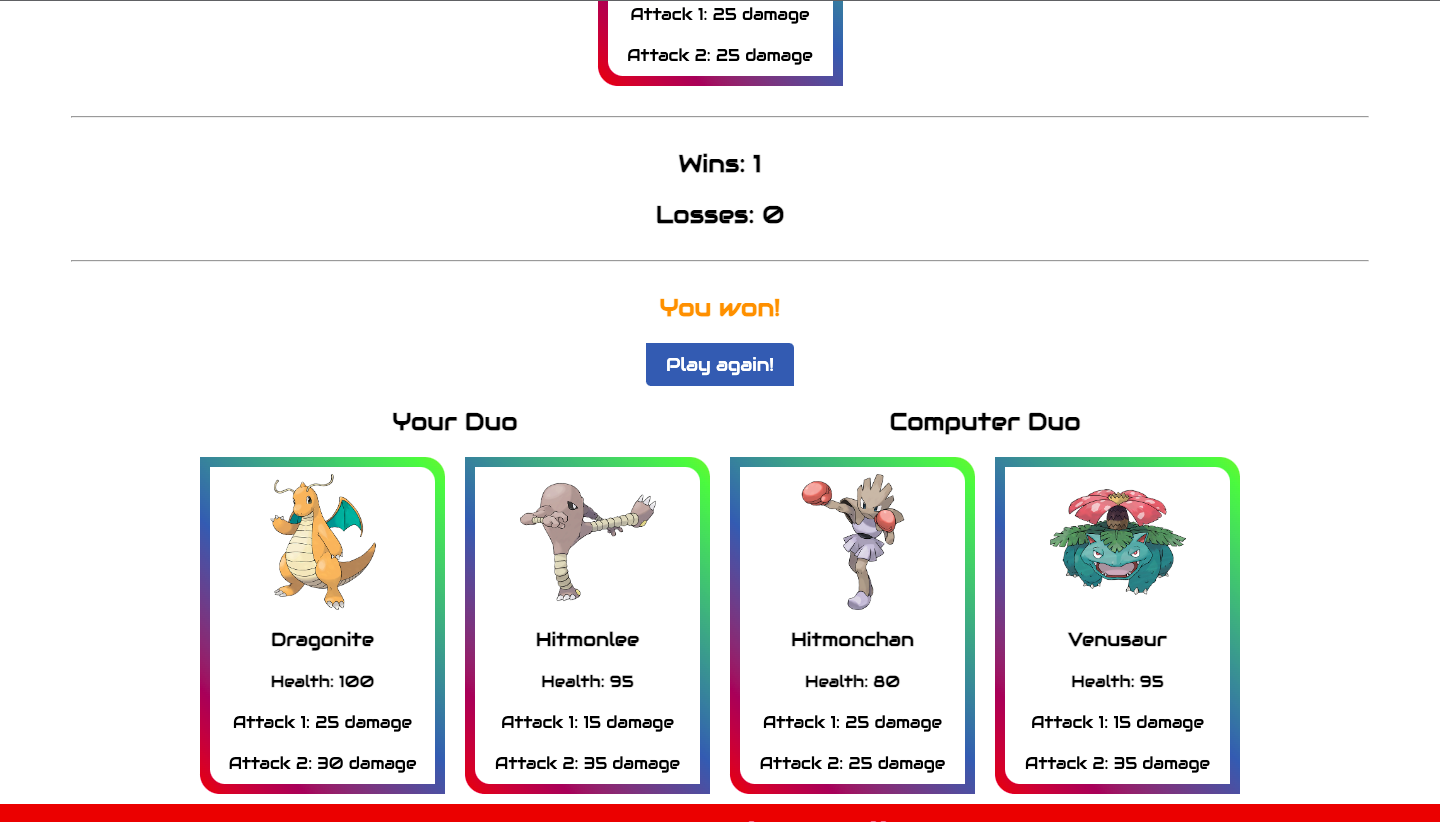 Attack 1: 25 damage
Attack 2: 25 damage
Wins: 1
Losses: 0
You won!
Play again!
Your Duo
Computer Duo
Dragonite
Health: 100
Attack 1: 25 damage
Attack 2: 30 damage
Hitmonlee
Health: 95
Attack 1: 15 damage
Attack 2: 35 damage
Hitmonchan
Health: 80
Attack 1: 25 damage
Attack 2: 25 damage
Venusaur
Health: 95
Attack 1: 15 damage
Attack 2: 35 damage